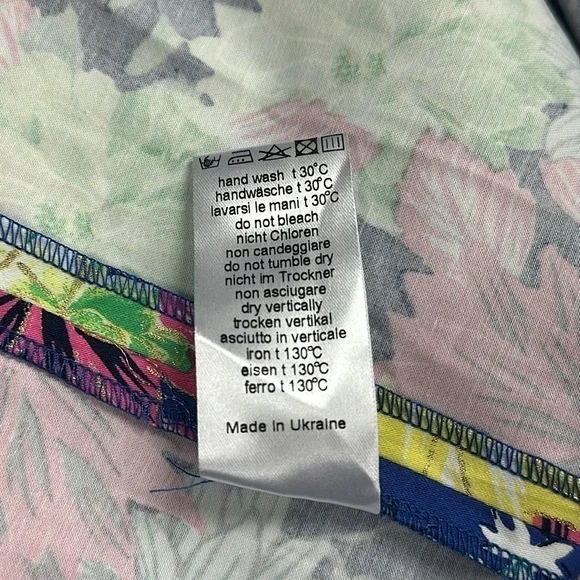 hand wash t 30°C
handwäsche t 30°C
lavarsi le mani t 30°C
do not bleach
nicht Chloren
non candeggiare
do not tumble dry
nicht im Trockner
non asciugare
dry vertically
trocken vertikal
asciutto in verticale
iron t 130°C
eisen t 130°C
ferro t 130°C
Made in Ukraine